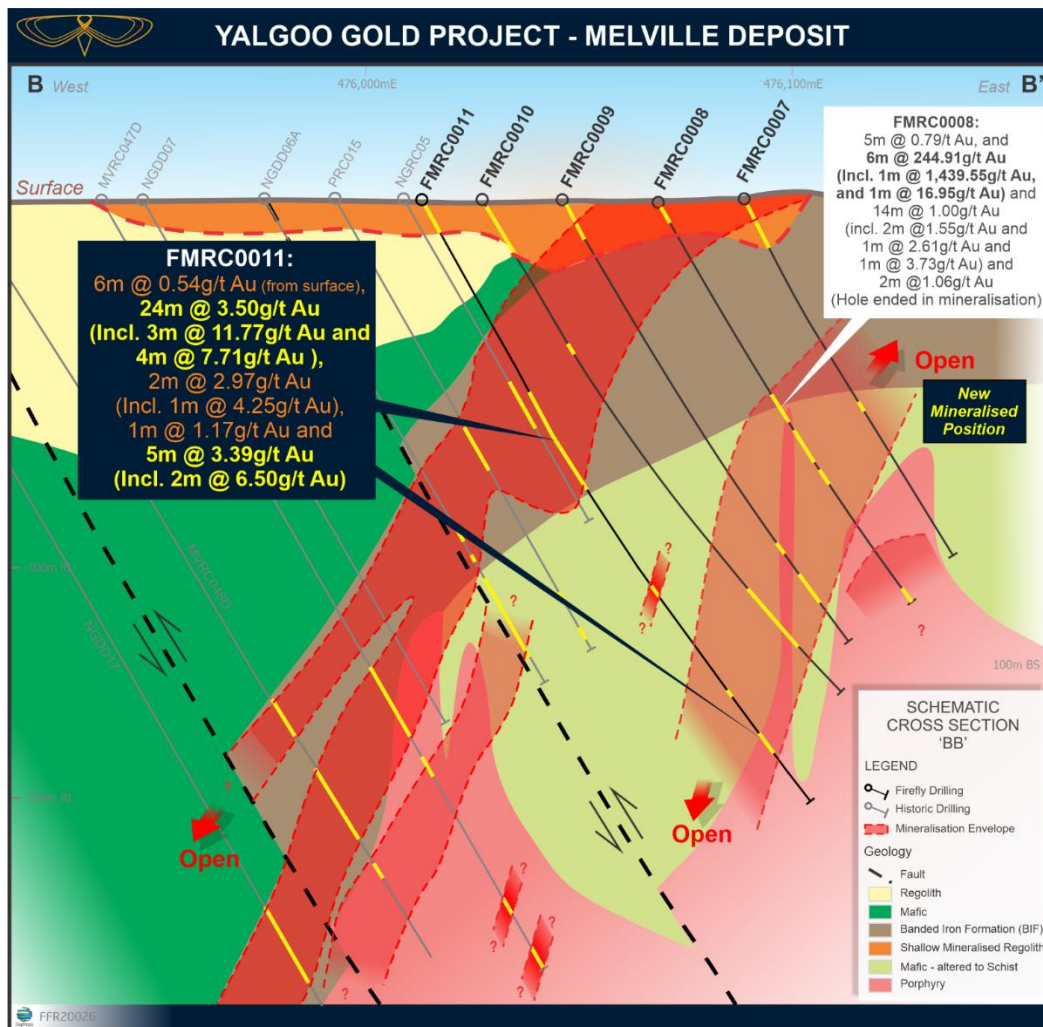 YALGOO GOLD PROJECT - MELVILLE DEPOSIT
B West
476,000mE
476,100mE
East B'
MVRC047D
NGDD07
NGDD06A
PRC015
NGRC05
FMRC0011
FMRC0010
FMRC0009
FMRC0008
FMRC0007
Surface
FMRC0008:
5m @ 0.79/t Au, and
6m @ 244.91g/t Au
(Incl. 1m @ 1,439.55g/t Au,
and 1m @ 16.95g/t Au) and
14m @ 1.00g/t Au
(incl. 2m @1.55g/t Au and
1m @ 2.61g/t Au and
1m @ 3.73g/t Au) and
2m @1.06g/t Au
(Hole ended in mineralisation)
FMRC0011:
6m @ 0.54g/t Au (from surface),
24m @ 3.50g/t Au
(Incl. 3m @ 11.77g/t Au and
4m @ 7.71g/t Au ),
2m @ 2.97g/t Au
(Incl. 1m @ 4.25g/t Au),
1m @ 1.17g/t Au and
5m @ 3.39g/t Au
(Incl. 2m @ 6.50g/t Au)
Open
New
Mineralised
Position
300m RL
MVRC046D
NGDD17
?
?
?
?
?
?
?
100m BS
m RL
?
Open
Open
?
?
?
?
?
?
?
?
SCHEMATIC
CROSS SECTION
'BB'
LEGEND
Firefly Drilling
Historic Drilling
Mineralisation Envelope
Geology
Fault
Regolith
Mafic
Banded Iron Formation (BIF)
Shallow Mineralised Regolith
Mafic - altered to Schist
Porphyry
FFR20026